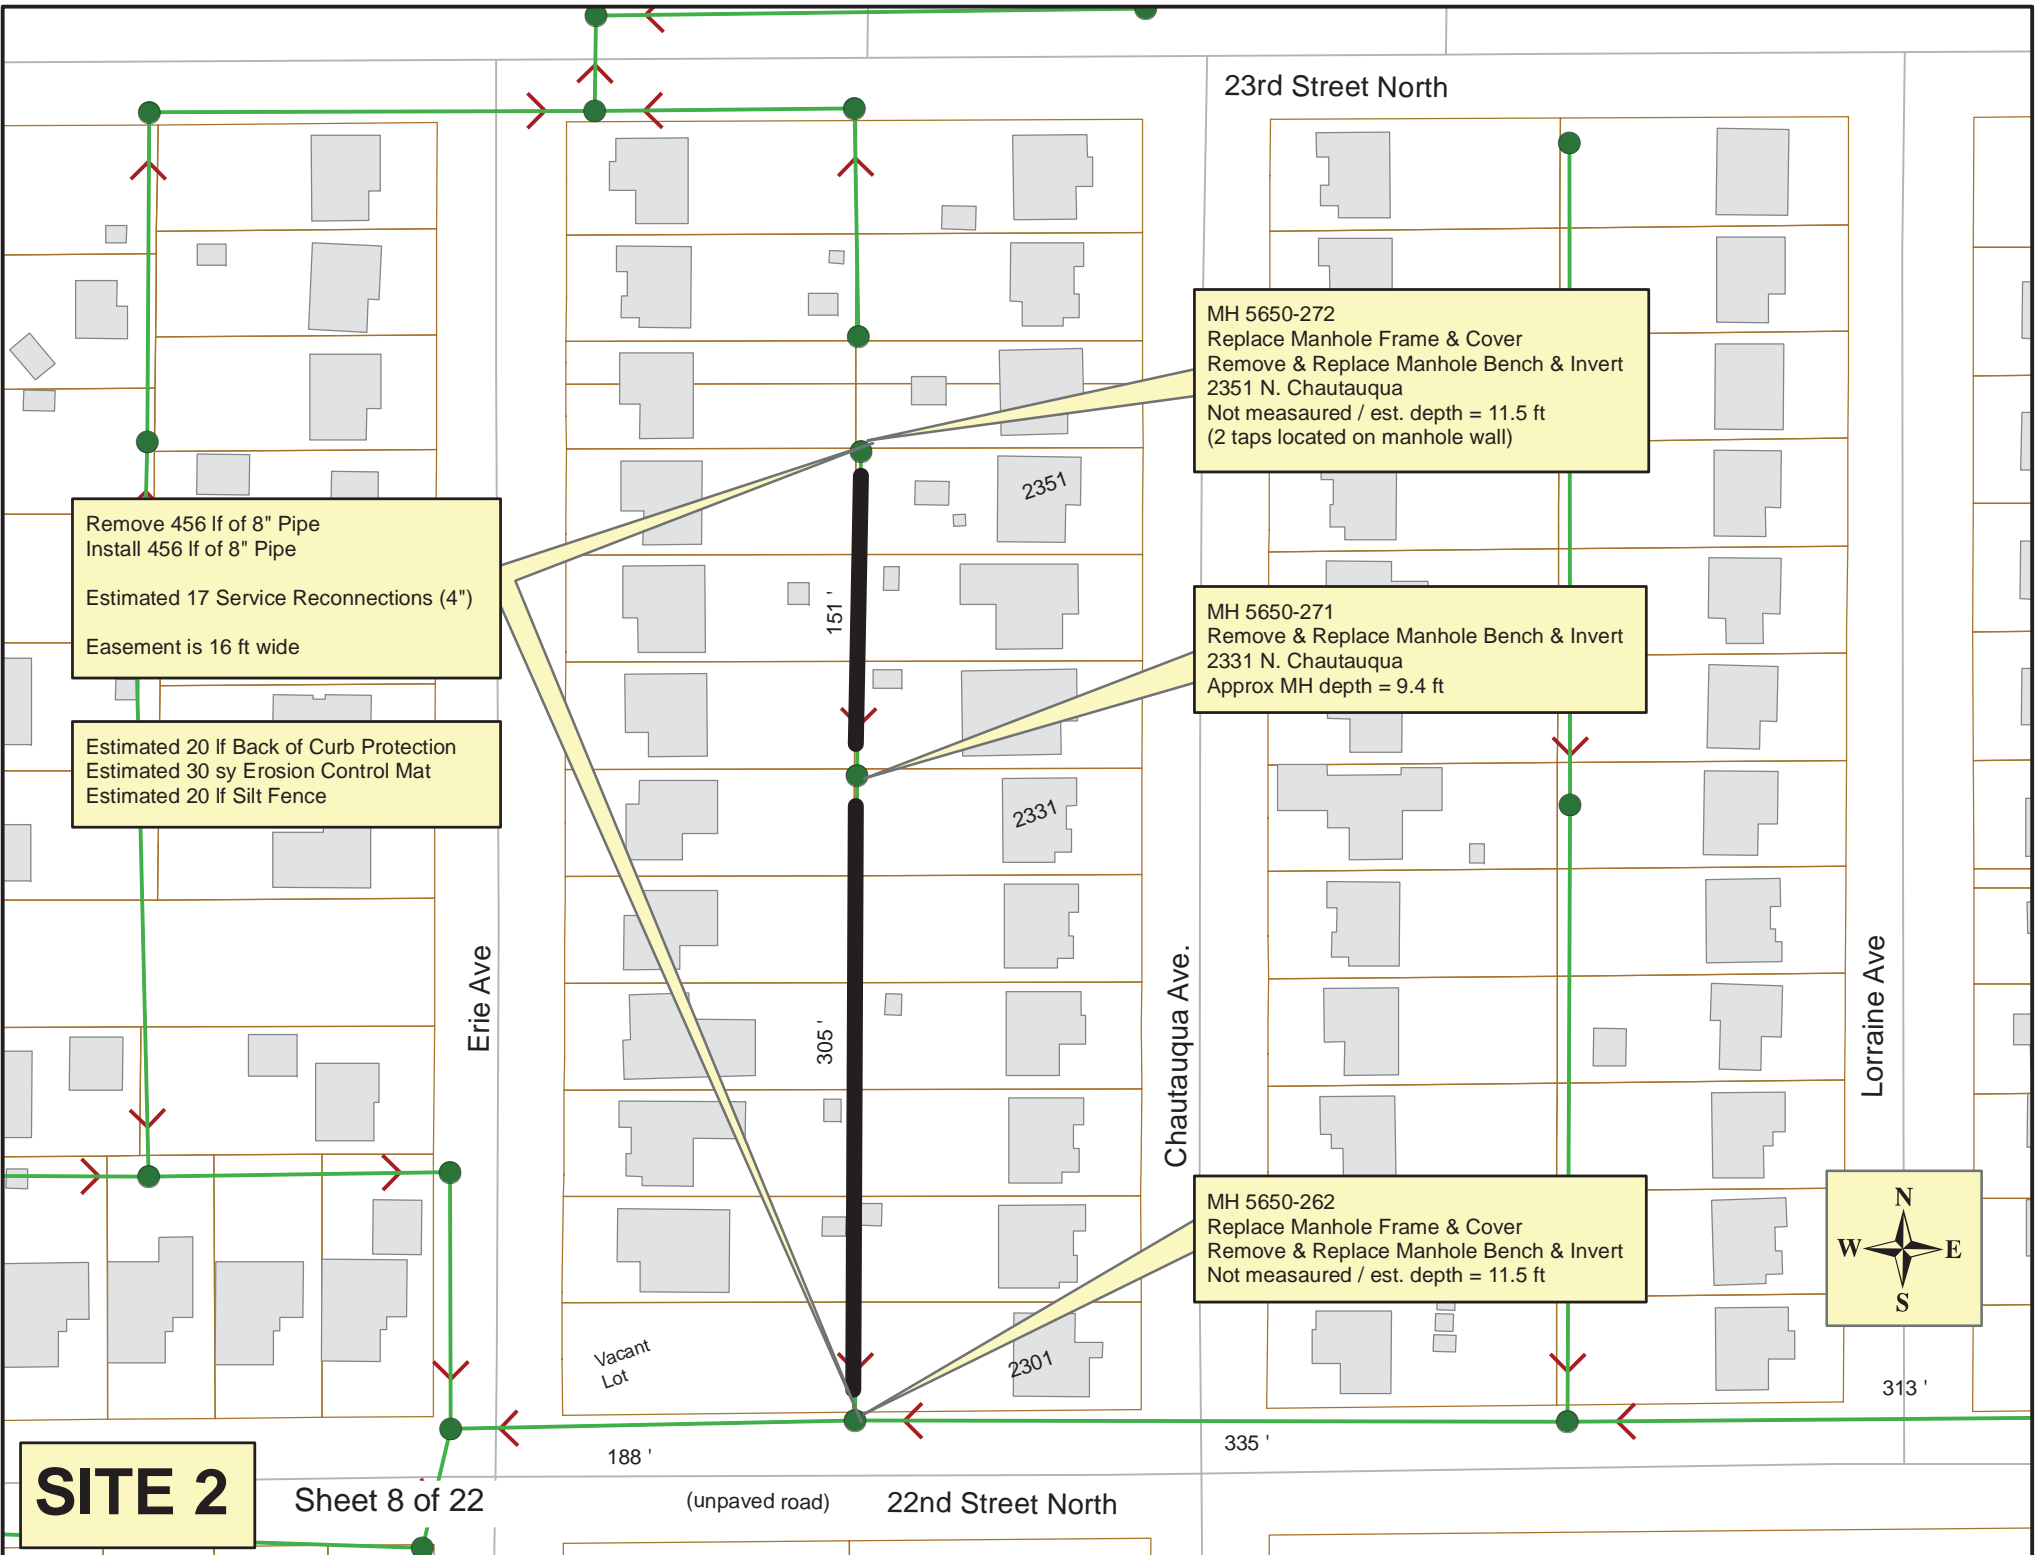 23rd Street North
MH 5650-272
Replace Manhole Frame & Cover
Remove & Replace Manhole Bench & Invert
2351 N. Chautauqua
Not measaured / est. depth = 11.5 ft
(2 taps located on manhole wall)
2351
Remove 456 lf of 8" Pipe
Install 456 lf of 8" Pipe
Estimated 17 Service Reconnections (4")
Easement is 16 ft wide
151 '
MH 5650-271
Remove & Replace Manhole Bench & Invert
2331 N. Chautauqua
Approx MH depth = 9.4 ft
Estimated 20 lf Back of Curb Protection
Estimated 30 sy Erosion Control Mat
Estimated 20 lf Silt Fence
2331
Erie Ave
305 '
Chautauqua Ave.
Lorraine Ave
MH 5650-262
Replace Manhole Frame & Cover
Remove & Replace Manhole Bench & Invert
Not measaured / est. depth = 11.5 ft
N
W E
S
Vacant
Lot
2301
313 '
188 '
335 '
SITE 2
Sheet 8 of 22
(unpaved road)
22nd Street North